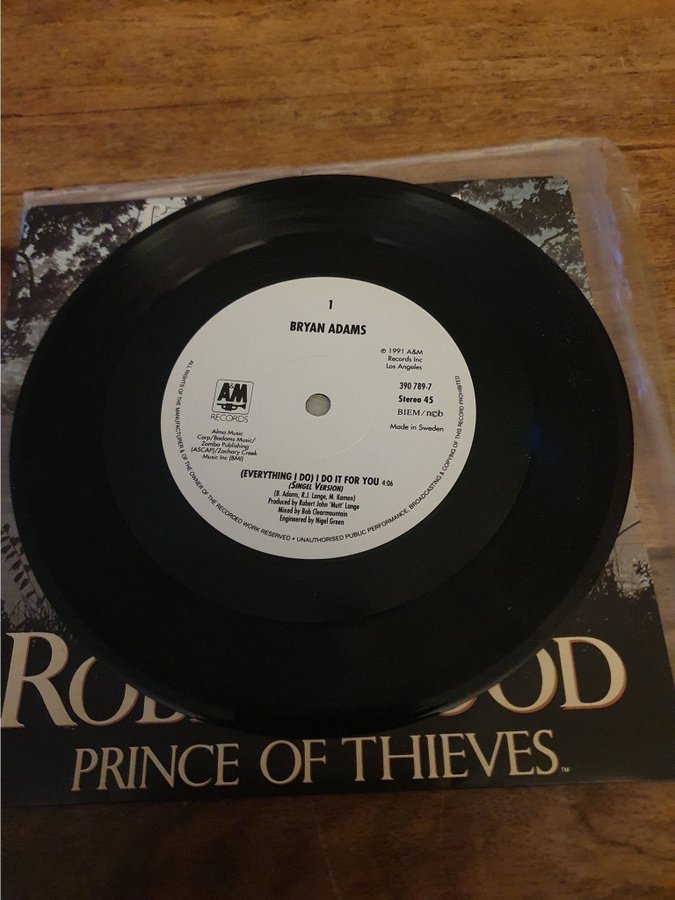 1
BRYAN ADAMS
℗ 1991 A&M
Records Inc
Los Angeles
390 789-7
Stereo 45
BIEM/n©b
Made in Sweden
A&M
RECORDS
Alma Music
Corp/Badams Music/
Zomba Publishing
(ASCAP)/Zachary Creek
Music Inc (BMI)
(EVERYTHING I DO) I DO IT FOR YOU 4:06
(SINGEL VERSION)
(B. Adams, R.J. Lange, M. Kamen)
Produced by Robert John 'Mutt' Lange
Mixed by Bob Clearmountain
Engineered by Nigel Green
ALL RIGHTS OF THE MANUFACTURER & OF THE OWNER OF THE RECORDED WORK RESERVED • UNAUTHORISED PUBLIC PERFORMANCE, BROADCASTING & COPYING OF THIS RECORD PROHIBITED
PRINCE OF THIEVES™